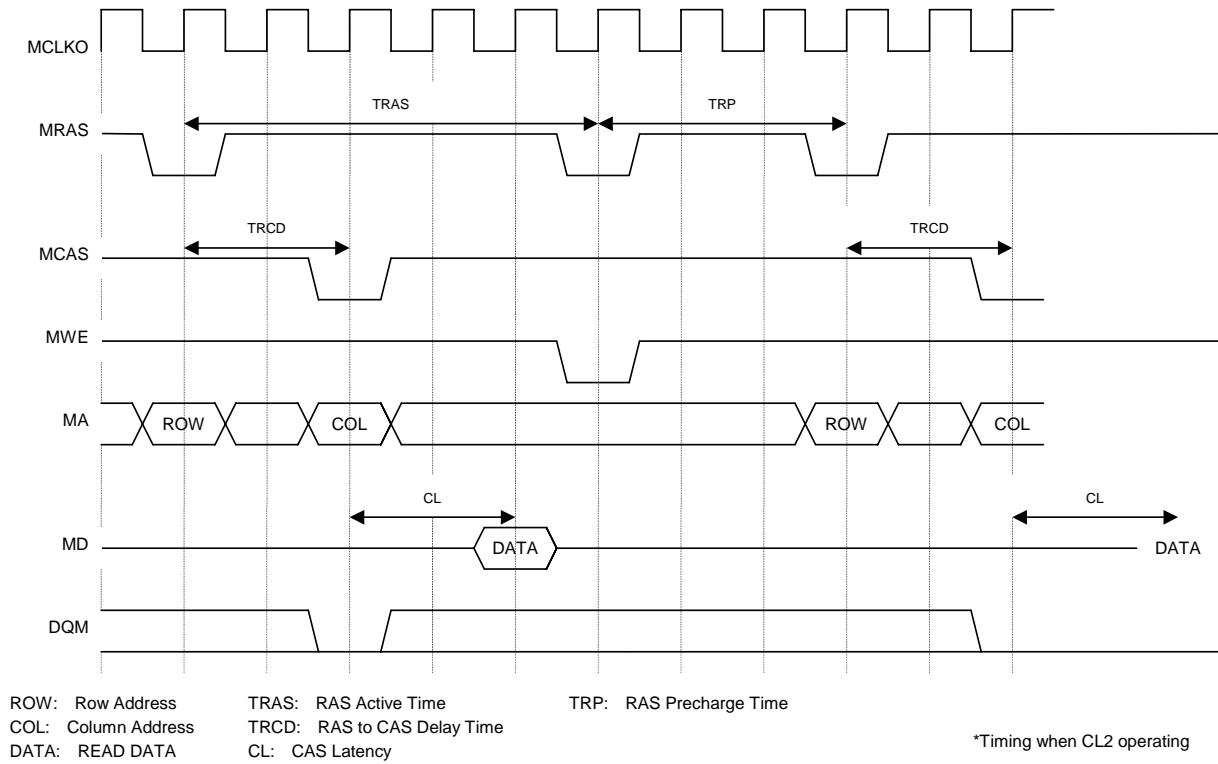 MCLKO
TRAS
TRP
MRAS
TRCD
TRCD
MCAS
MWE
MA
ROW
COL
ROW
COL
CL
CL
MD
DATA
DATA
DQM
ROW: Row Address TRAS: RAS Active Time TRP: RAS Precharge Time
COL: Column Address TRCD: RAS to CAS Delay Time
DATA: READ DATA CL: CAS Latency
*Timing when CL2 operating